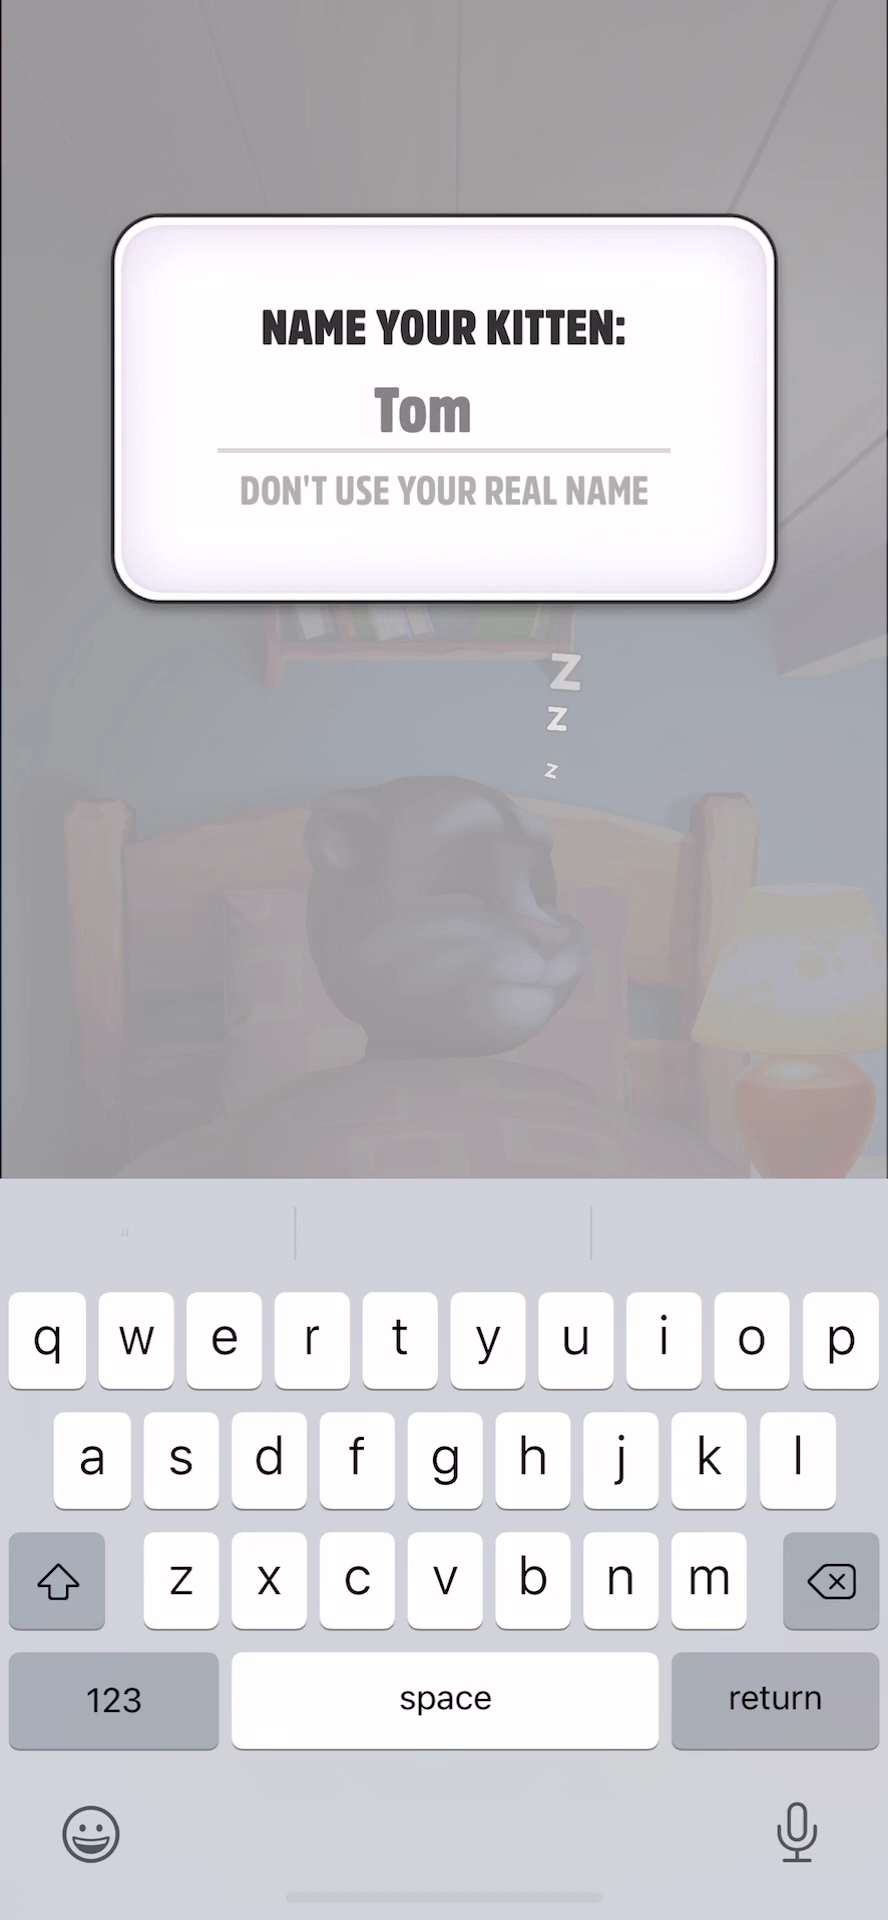 NAME YOUR KITTEN:
Tom
DON'T USE YOUR REAL NAME
z
z
z
“
q w e r t y u i o p
a s d f g h j k l
z x c v b n m
123 space return